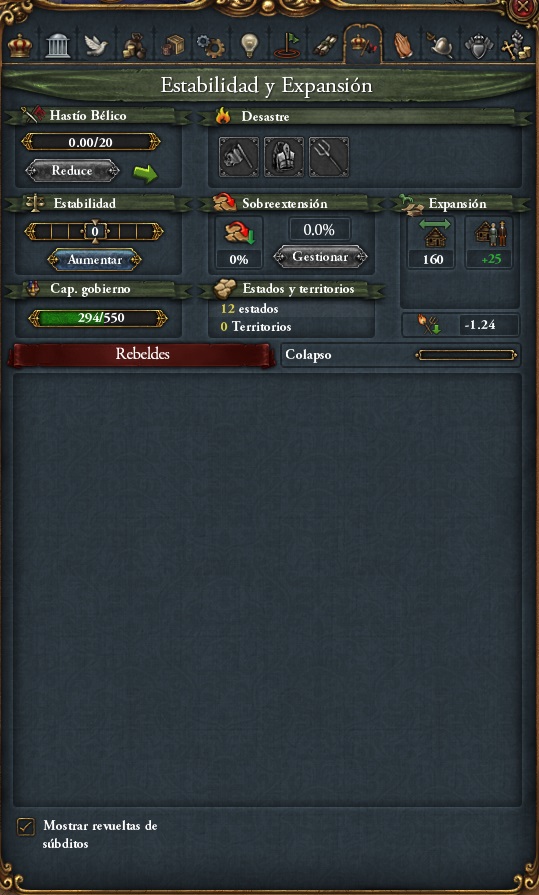 Estabilidad y Expansión
Hastío Bélico
Desastre
0.00/20
Reduce
Estabilidad
Sobreextensión
Expansión
0
0.0%
Aumentar
0%
Gestionar
160
+25
Cap. gobierno
Estados y territorios
294/550
12 estados
0 Territorios
-1.24
Rebeldes
Colapso
Mostrar revueltas de
súbditos